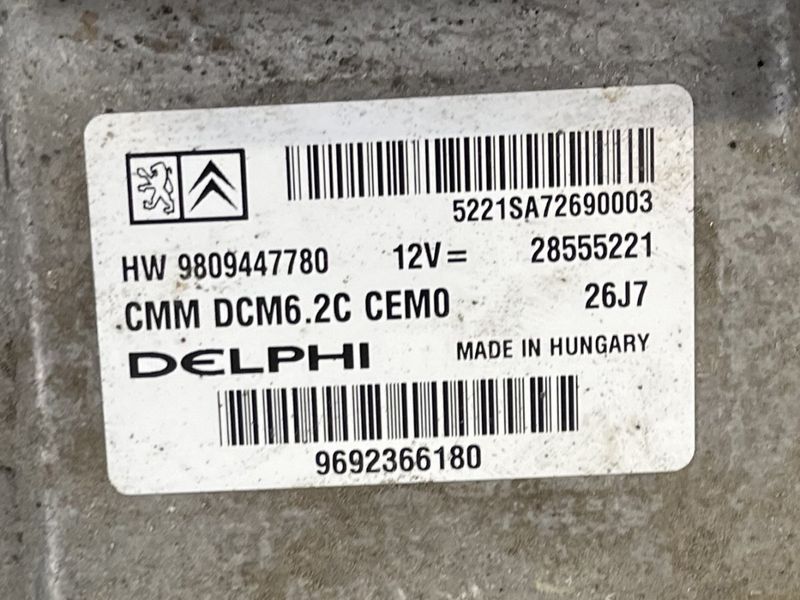 5221SA72690003
HW 9809447780 12V= 28555221
CMM DCM6.2C CEM0 26J7
DELPHI MADE IN HUNGARY
9692366180